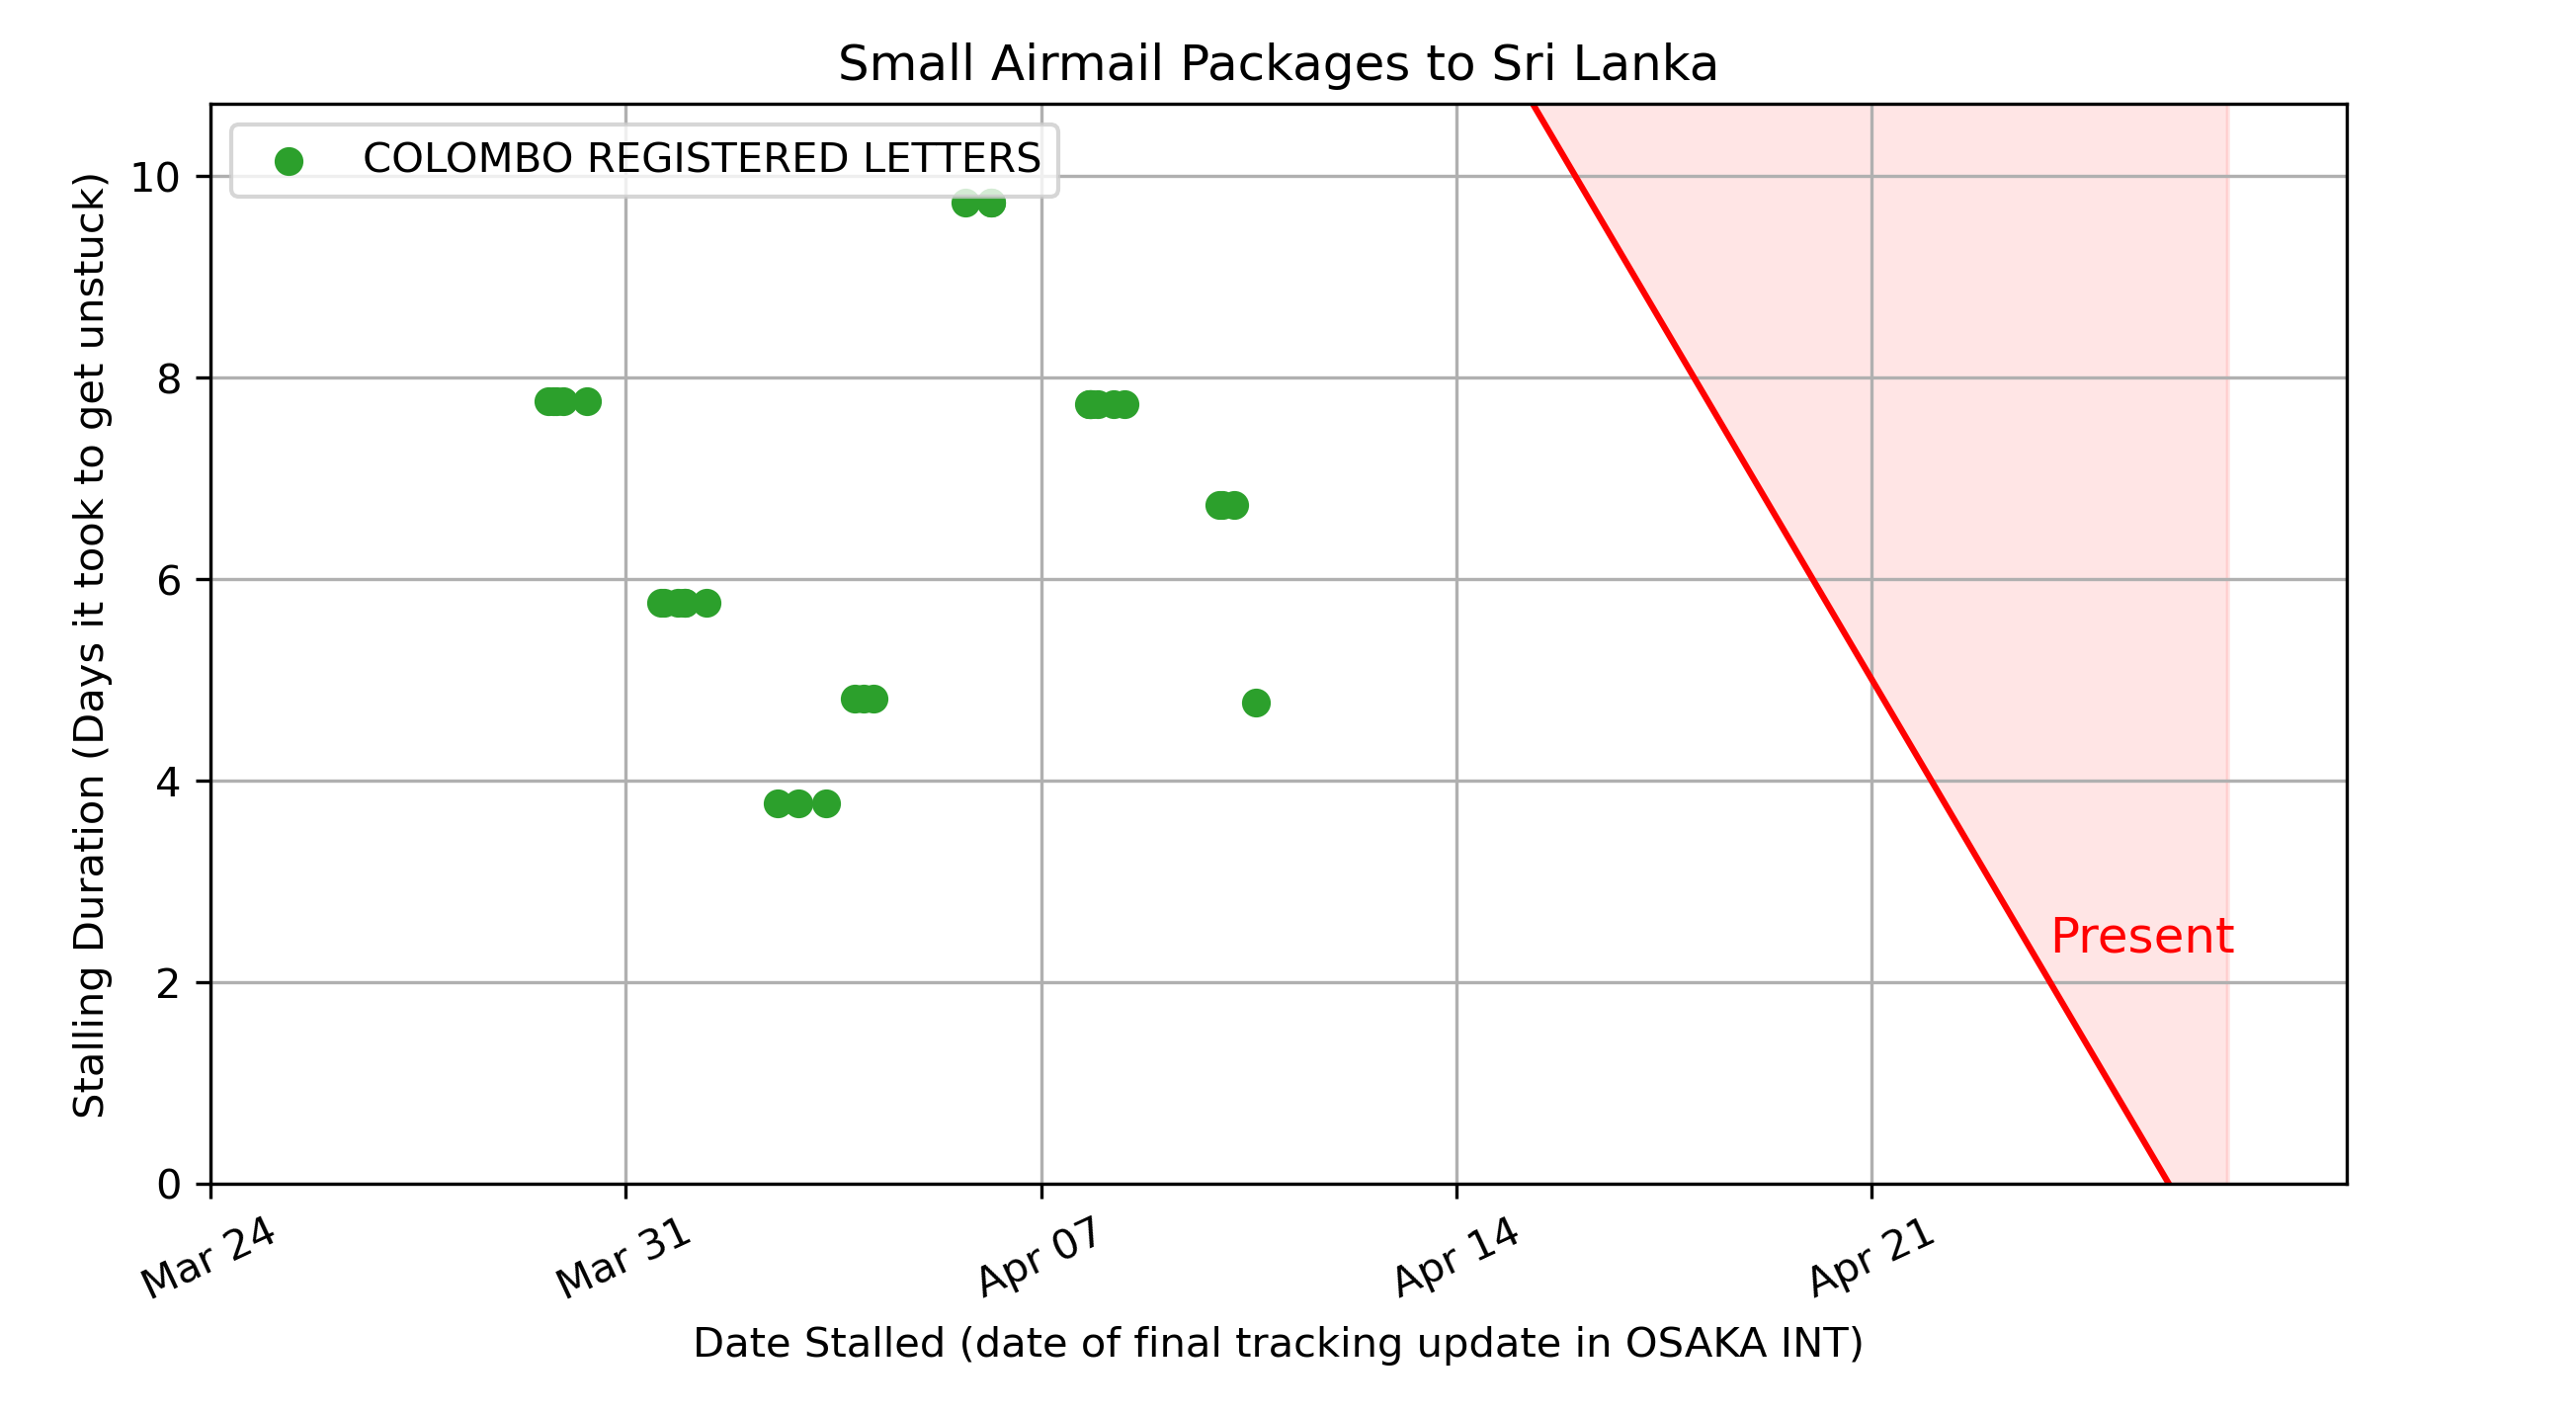 Small Airmail Packages to Sri Lanka
COLOMBO REGISTERED LETTERS
Stalling Duration (Days it took to get unstuck)
10
8
6
4
2
0
Present
Mar 24
Mar 31
Apr 07
Apr 14
Apr 21
Date Stalled (date of final tracking update in OSAKA INT)